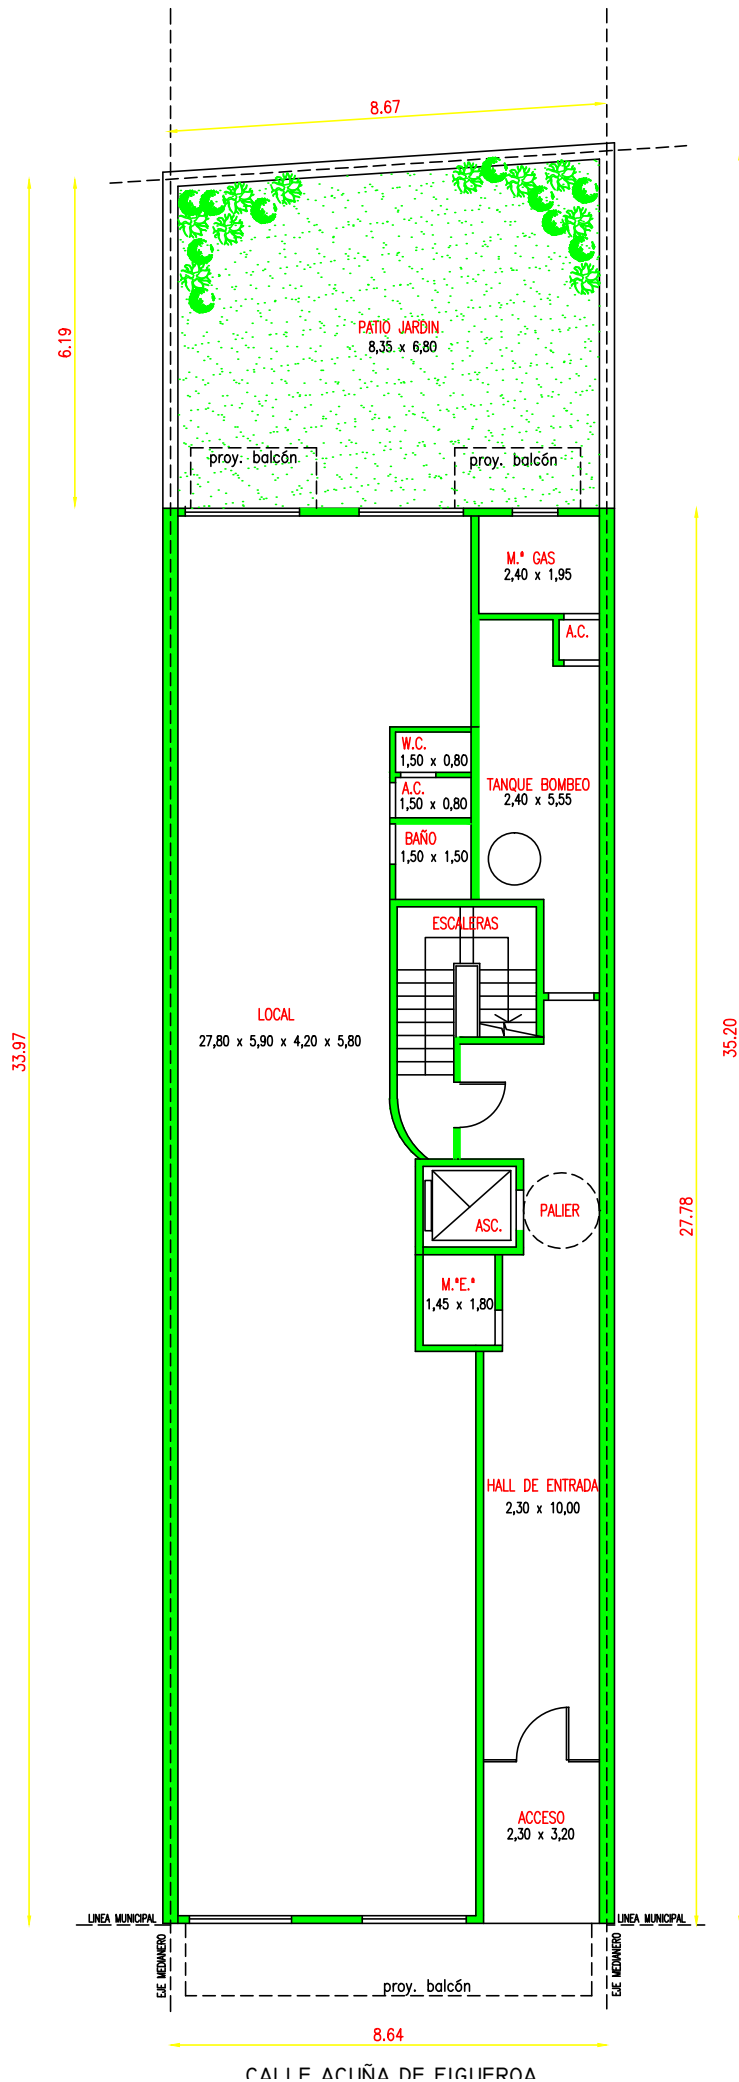 8.67
6.19
PATIO JARDIN
8,35 x 6,80
proy. balcón
proy. balcón
M.ª GAS
2,40 x 1,95
A.C.
W.C.
1,50 x 0,80
A.C.
1,50 x 0,80
TANQUE BOMBEO
2,40 x 5,55
BAÑO
1,50 x 1,50
ESCALERAS
LOCAL
27,80 x 5,90 x 4,20 x 5,80
33.97
35.20
27.78
PALIER
ASC.
M.ªE.ª
1,45 x 1,80
HALL DE ENTRADA
2,30 x 10,00
ACCESO
2,30 x 3,20
LINEA MUNICIPAL
LINEA MUNICIPAL
EJE MEDIANERO
EJE MEDIANERO
proy. balcón
8.64
CALLE ACUÑA DE FIGUEROA